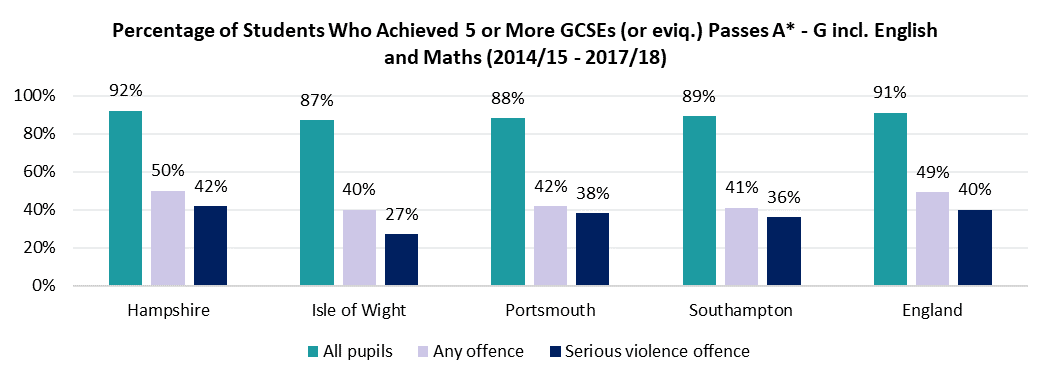 Percentage of Students Who Achieved 5 or More GCSEs (or eviq.) Passes A* - G incl. English
and Maths (2014/15 - 2017/18)
100%
80%
60%
40%
20%
0%
92%
50%
42%
87%
40%
27%
88%
42%
38%
89%
41%
36%
91%
49%
40%
Hampshire
Isle of Wight
Portsmouth
Southampton
England
All pupils
Any offence
Serious violence offence